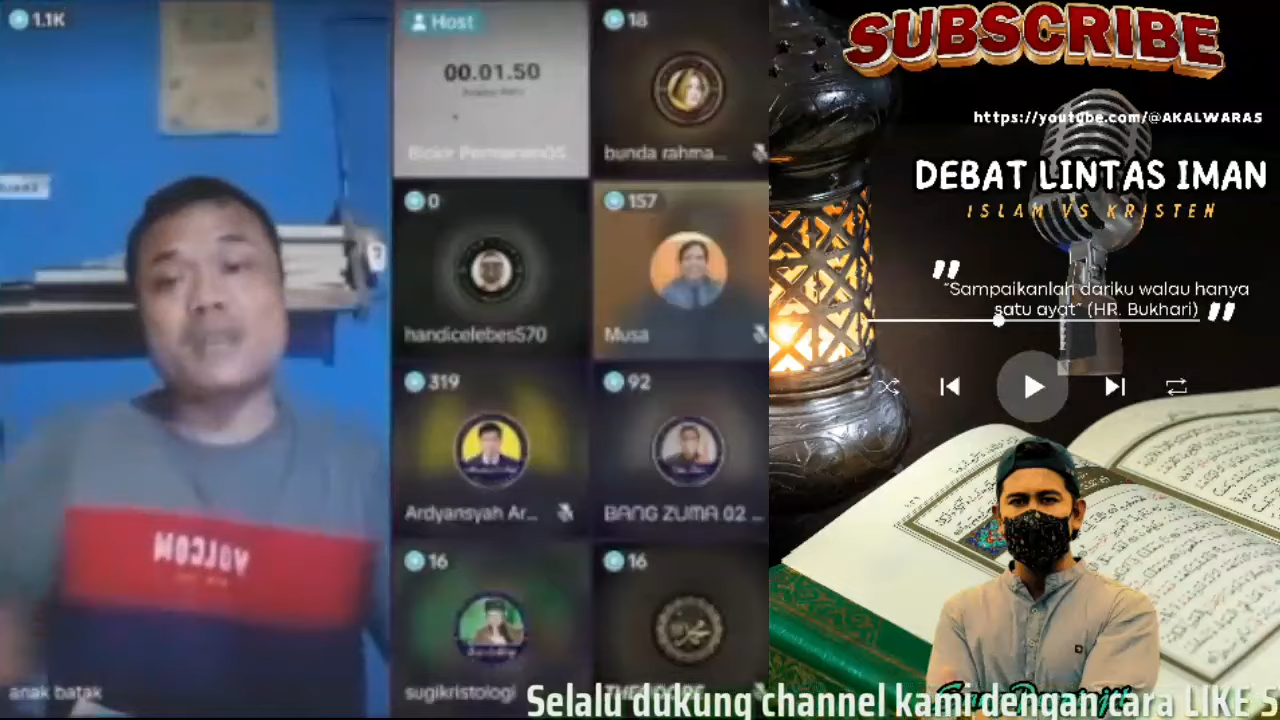 1.1K
Host
00.01.50
18
bunda rahma...
0
handicelebes570
157
Musa
319
Ardyansyah Ar...
92
BANG ZUMA 02 ...
16
sugikristologi
16
anak batak
VOLCOM
SUBSCRIBE
https://youtube.com/@AKALWARAS
DEBAT LINTAS IMAN
ISLAM VS KRISTEN
"Sampaikanlah dariku walau hanya
satu ayat" (HR. Bukhari)
Selalu dukung channel kami dengan cara LIKE S